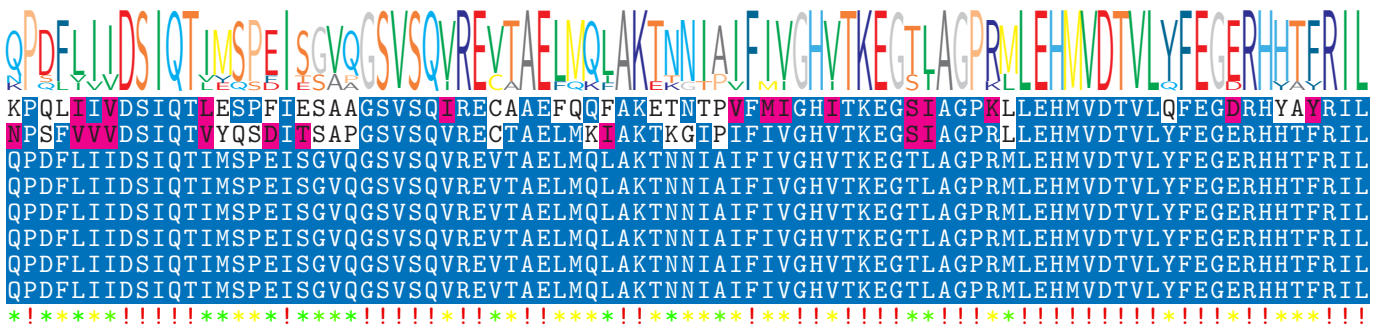 QPDFLIIDSIQTIMSPEISGVQGSVSQVREVTAELMQLAKTNNIAIFIVGHVTKEGTLAGPRMLEHMVDTVLYFEGERHHTFRIL
KPQLIIVDSIQTLESPFIESAAGSVSQIRECAAEFQQFAKETNTPVFMIGHITKEGSIAGPKLLEHMVDTVLQFEGDRHYAYRIL
NPSFVVVDSIQTVYQSDITSAPGSVSQVRECTAELMKIAKTKGIPIFIVGHVTKEGSIAGPRLLEHMVDTVLYFEGERHHTFRIL
QPDFLIIDSIQTIMSPEISGVQGSVSQVREVTAELMQLAKTNNIAIFIVGHVTKEGTLAGPRMLEHMVDTVLYFEGERHHTFRIL
QPDFLIIDSIQTIMSPEISGVQGSVSQVREVTAELMQLAKTNNIAIFIVGHVTKEGTLAGPRMLEHMVDTVLYFEGERHHTFRIL
QPDFLIIDSIQTIMSPEISGVQGSVSQVREVTAELMQLAKTNNIAIFIVGHVTKEGTLAGPRMLEHMVDTVLYFEGERHHTFRIL
QPDFLIIDSIQTIMSPEISGVQGSVSQVREVTAELMQLAKTNNIAIFIVGHVTKEGTLAGPRMLEHMVDTVLYFEGERHHTFRIL
QPDFLIIDSIQTIMSPEISGVQGSVSQVREVTAELMQLAKTNNIAIFIVGHVTKEGTLAGPRMLEHMVDTVLYFEGERHHTFRIL
QPDFLIIDSIQTIMSPEISGVQGSVSQVREVTAELMQLAKTNNIAIFIVGHVTKEGTLAGPRMLEHMVDTVLYFEGERHHTFRIL
*!*****!!!!!*****!****!!!!!*!!**!!****!!******!**!!*!!!!**!!!**!!!!!!!!!*!!!*!!***!!!